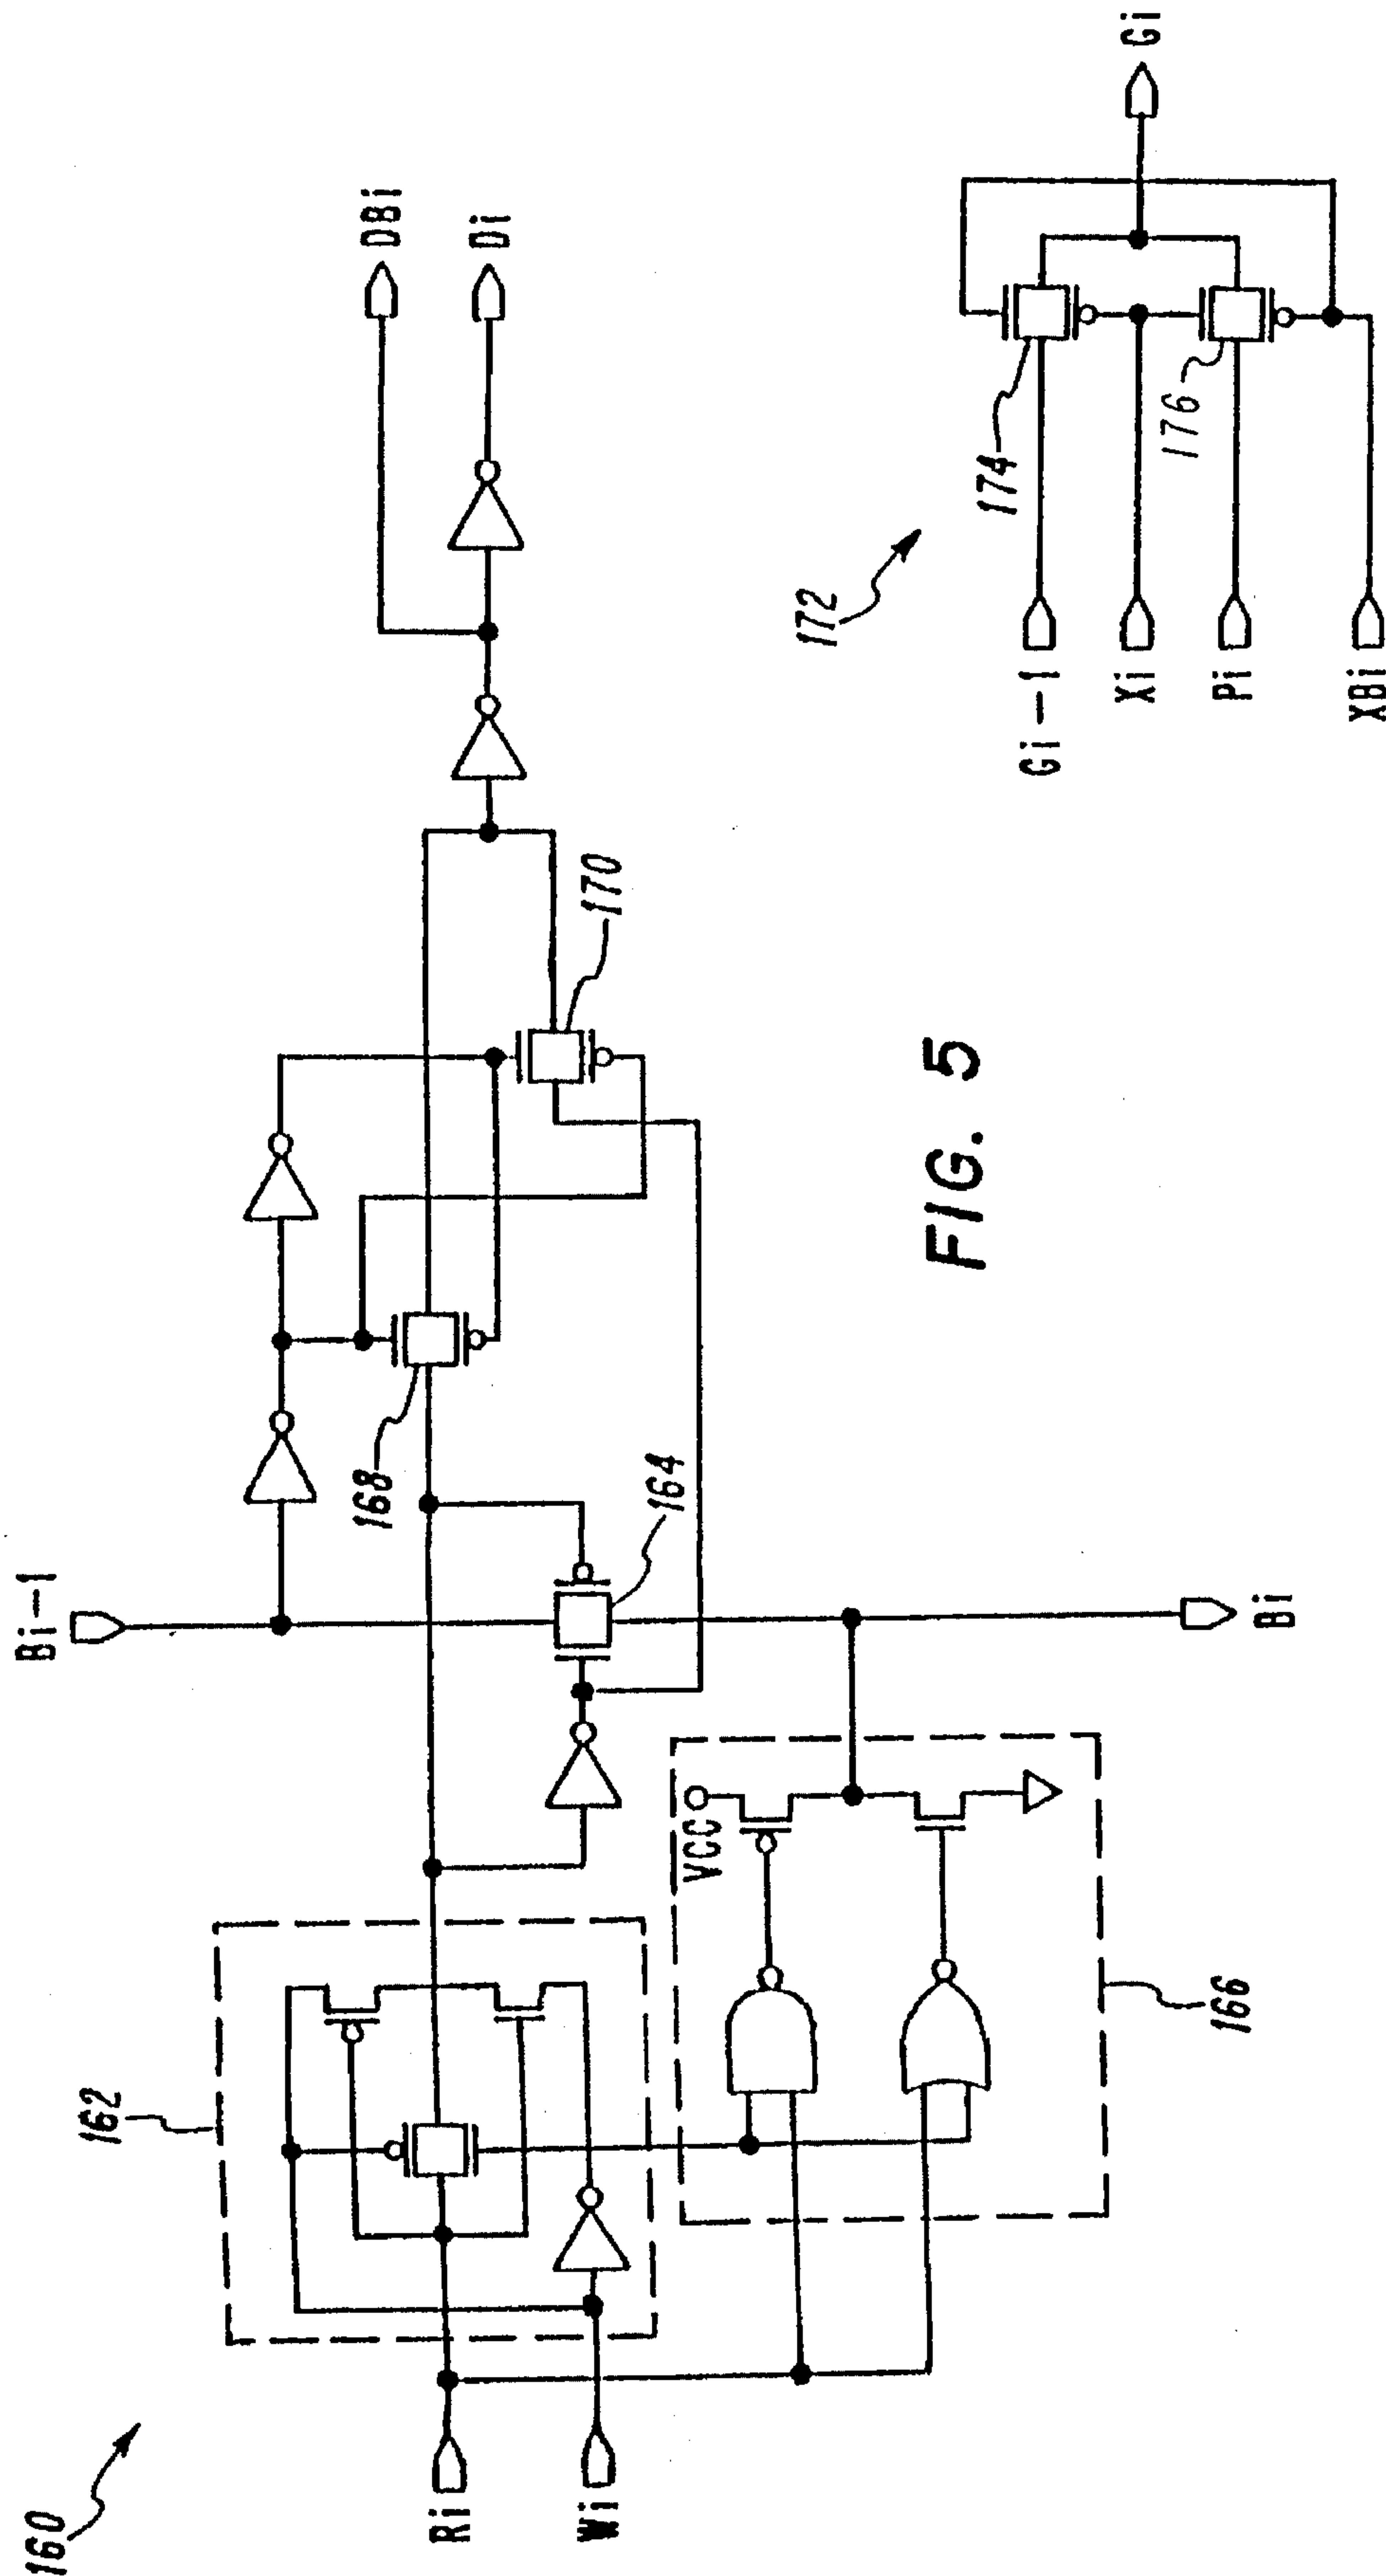 160
Ri
Wi
162
166
VCC
Bi-1
Bi
164
168
170
DBi
Di
FIG. 5
172
Gi-1
Xi
Pi
XBi
174
176
Gi